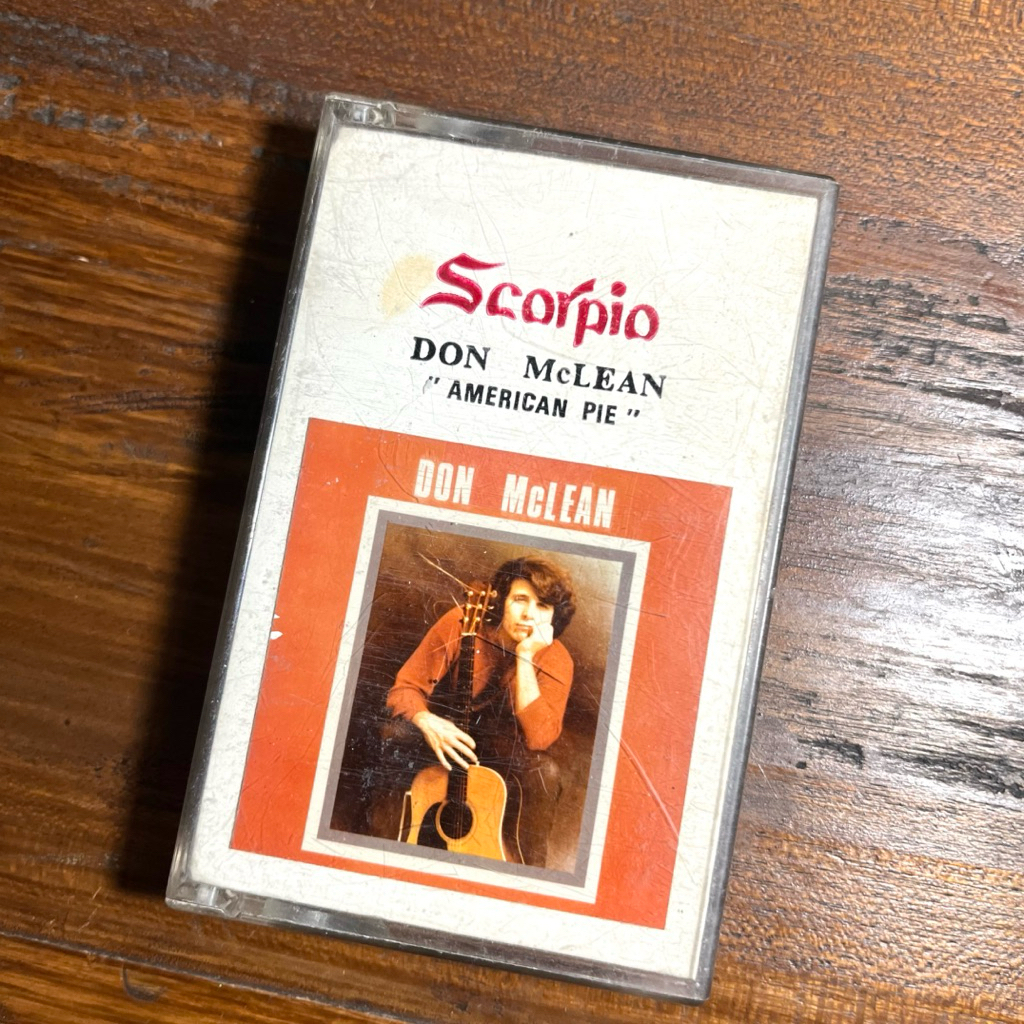 Scorpio
DON McLEAN
" AMERICAN PIE "
DON McLEAN